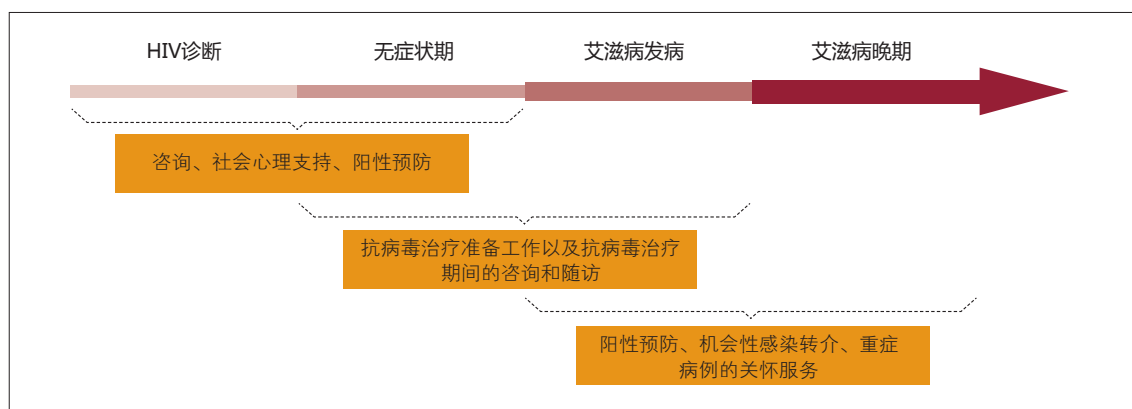 HIV诊断
无症状期
艾滋病发病
艾滋病晚期
咨询、社会心理支持、阳性预防
抗病毒治疗准备工作以及抗病毒治疗
期间的咨询和随访
阳性预防、机会性感染转介、重症
病例的关怀服务